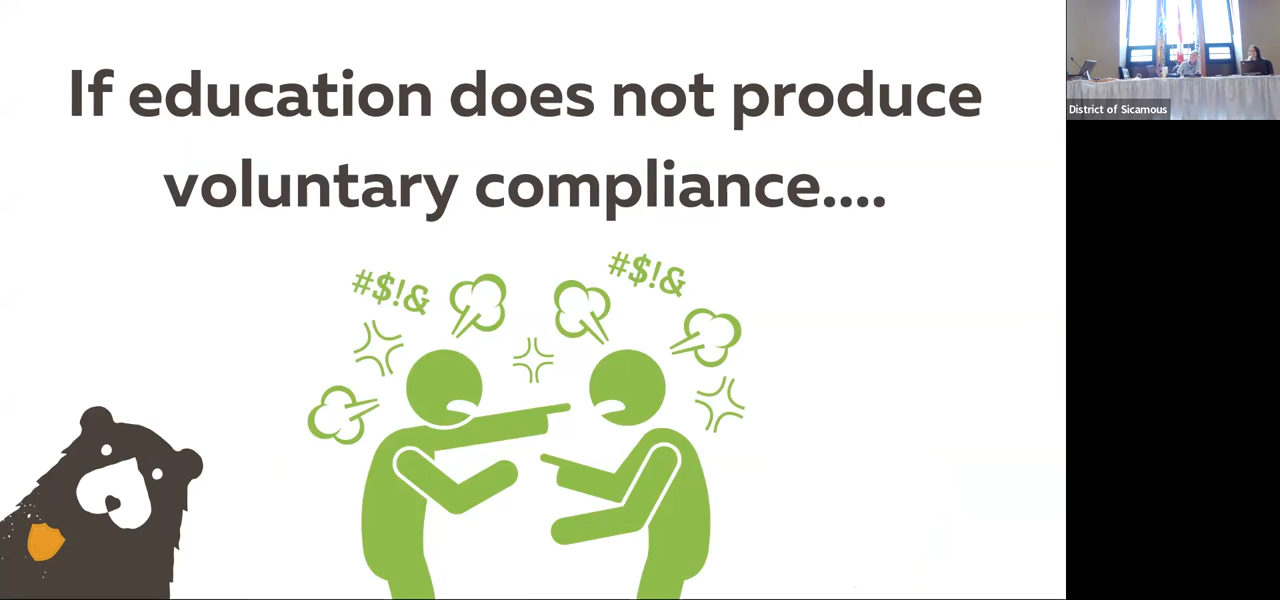 If education does not produce
voluntary compliance....
#$!&
#$!&
District of Sicamous